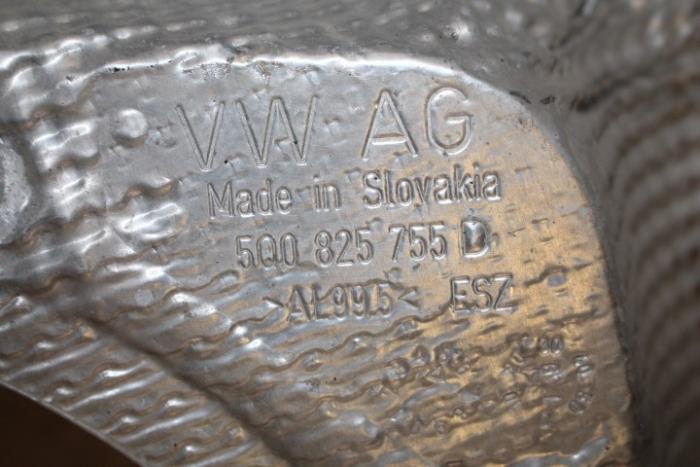 VW AG
Made in Slovakia
5Q0 825 755 D
>AL99.5< ESZ